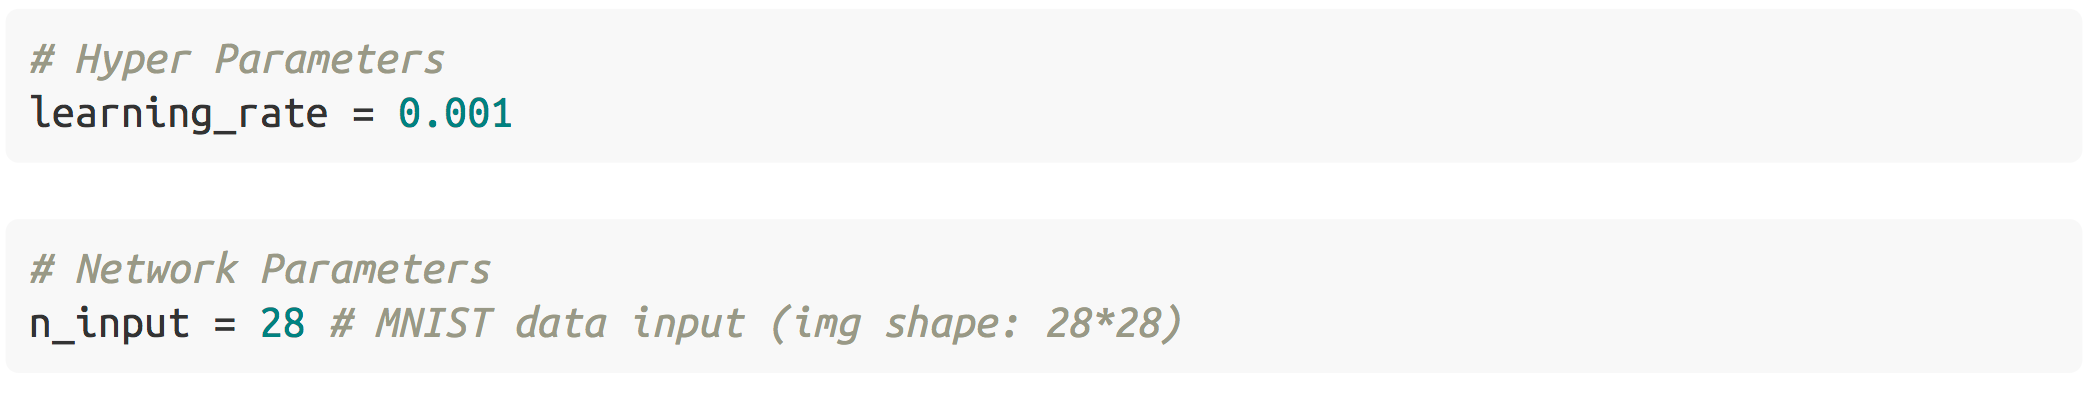 # Hyper Parameters
learning_rate = 0.001
# Network Parameters
n_input = 28 # MNIST data input (img shape: 28*28)